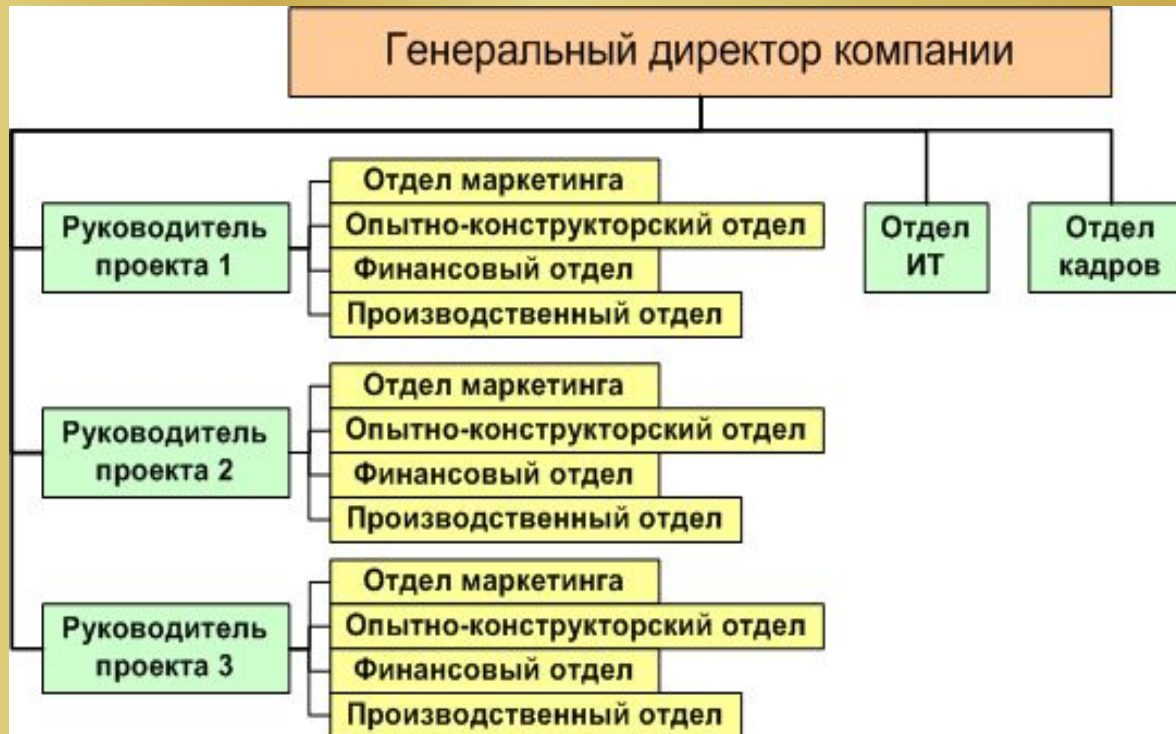 Генеральный директор компании
Отдел маркетинга
Руководитель
проекта 1
Опытно-конструкторский отдел
Финансовый отдел
Производственный отдел
Отдел
ИТ
Отдел
кадров
Отдел маркетинга
Руководитель
проекта 2
Опытно-конструкторский отдел
Финансовый отдел
Производственный отдел
Отдел маркетинга
Руководитель
проекта 3
Опытно-конструкторский отдел
Финансовый отдел
Производственный отдел